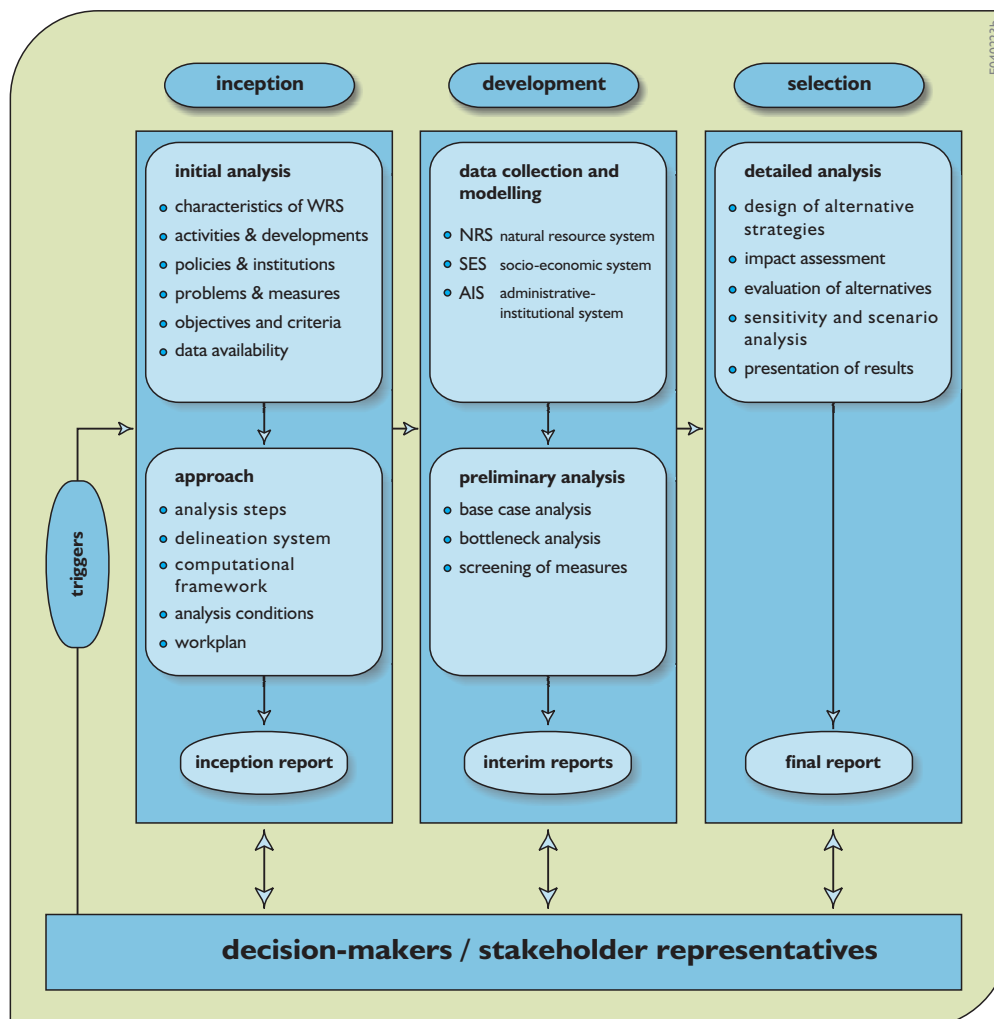 inception
initial analysis
characteristics of WRS
activities & developments
policies & institutions
problems & measures
objectives and criteria
data availability
approach
analysis steps
delineation system
computational
framework
analysis conditions
workplan
inception report
development
data collection and
modelling
NRS natural resource system
SES socio-economic system
AIS administrative-
institutional system
preliminary analysis
base case analysis
bottleneck analysis
screening of measures
interim reports
selection
detailed analysis
design of alternative
strategies
impact assessment
evaluation of alternatives
sensitivity and scenario
analysis
presentation of results
final report
triggers
decision-makers / stakeholder representatives